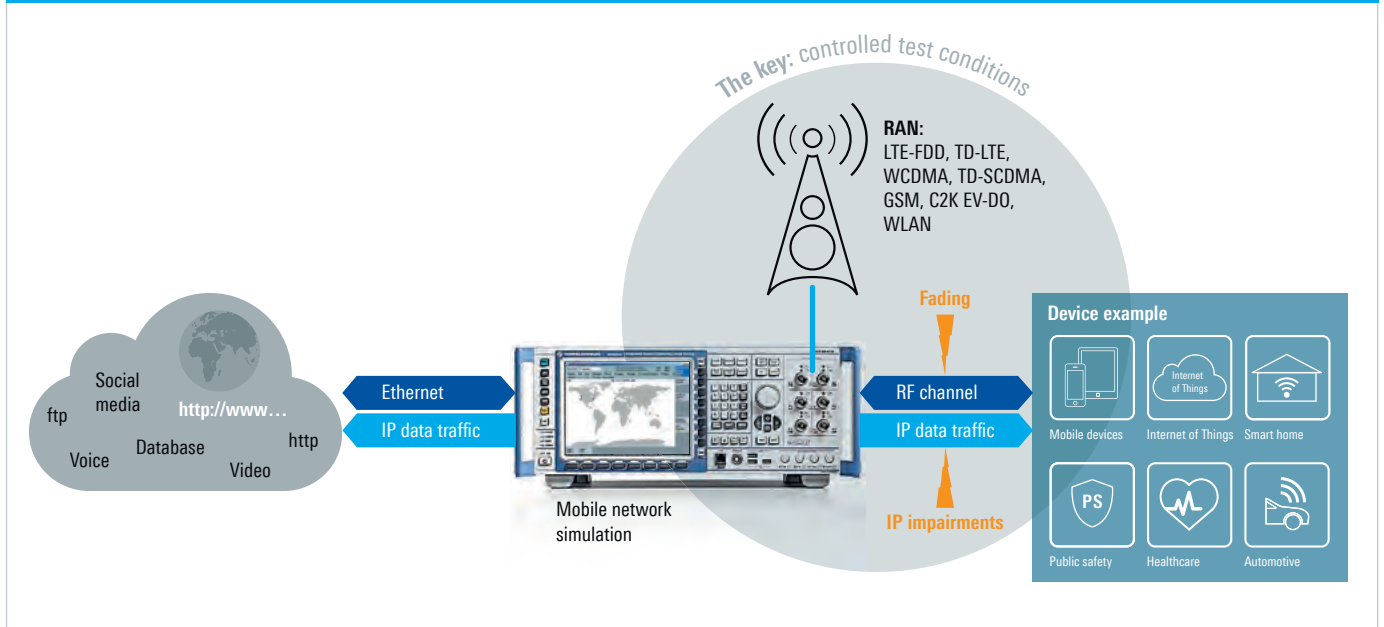 The key: controlled test conditions
RAN:
LTE-FDD, TD-LTE,
WCDMA, TD-SCDMA,
GSM, C2K EV-DO,
WLAN
Social
media
ftp
http://www…
Voice
Database
Video
http
Ethernet
IP data traffic
Mobile network
simulation
Fading
RF channel
IP data traffic
IP impairments
Device example
Internet
of Things
Mobile devices
Internet of Things
Smart home
PS
Public safety
Healthcare
Automotive